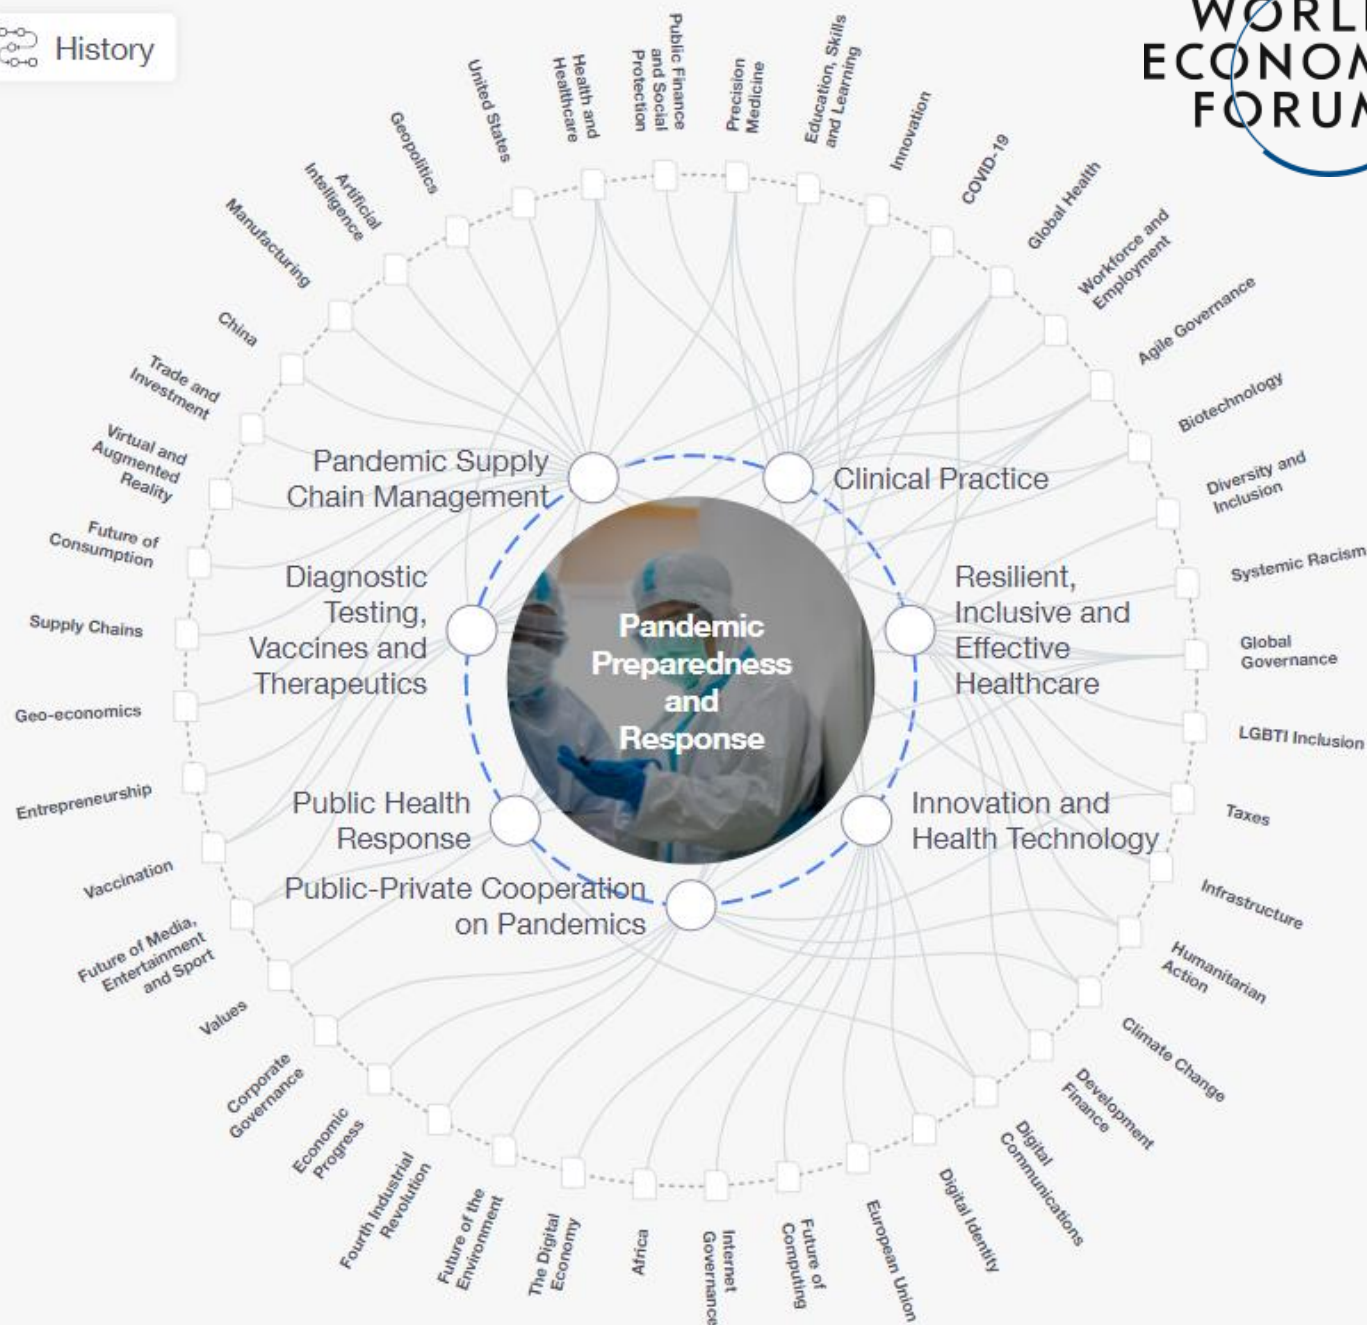 History
WORL
ECONOM
FORUM
United States
Health and
Healthcare
Public Finance
and Social
Protection
Precision
Medicine
Education, Skills
and Learning
Innovation
COVID-19
Global Health
Workforce and
Employment
Agile Governance
Biotechnology
Diversity and
Inclusion
Systemic Racism
Global
Governance
LGBTI Inclusion
Taxes
Infrastructure
Humanitarian
Action
Climate Change
Development
Finance
Digital
Communications
Digital Identity
European Union
Future of
Computing
Internet
Governance
Africa
The Digital
Economy
Future of the
Environment
Fourth Industrial
Revolution
Economic
Progress
Corporate
Governance
Values
Future of Media,
Entertainment
and Sport
Vaccination
Entrepreneurship
Geo-economics
Supply Chains
Future of
Consumption
Virtual and
Augmented
Reality
Trade and
Investment
China
Manufacturing
Artificial
Intelligence
Geopolitics
Pandemic Supply
Chain Management
Clinical Practice
Diagnostic
Testing,
Vaccines and
Therapeutics
Resilient,
Inclusive and
Effective
Healthcare
Pandemic
Preparedness
and
Response
Public Health
Response
Innovation and
Health Technology
Public-Private Cooperation
on Pandemics